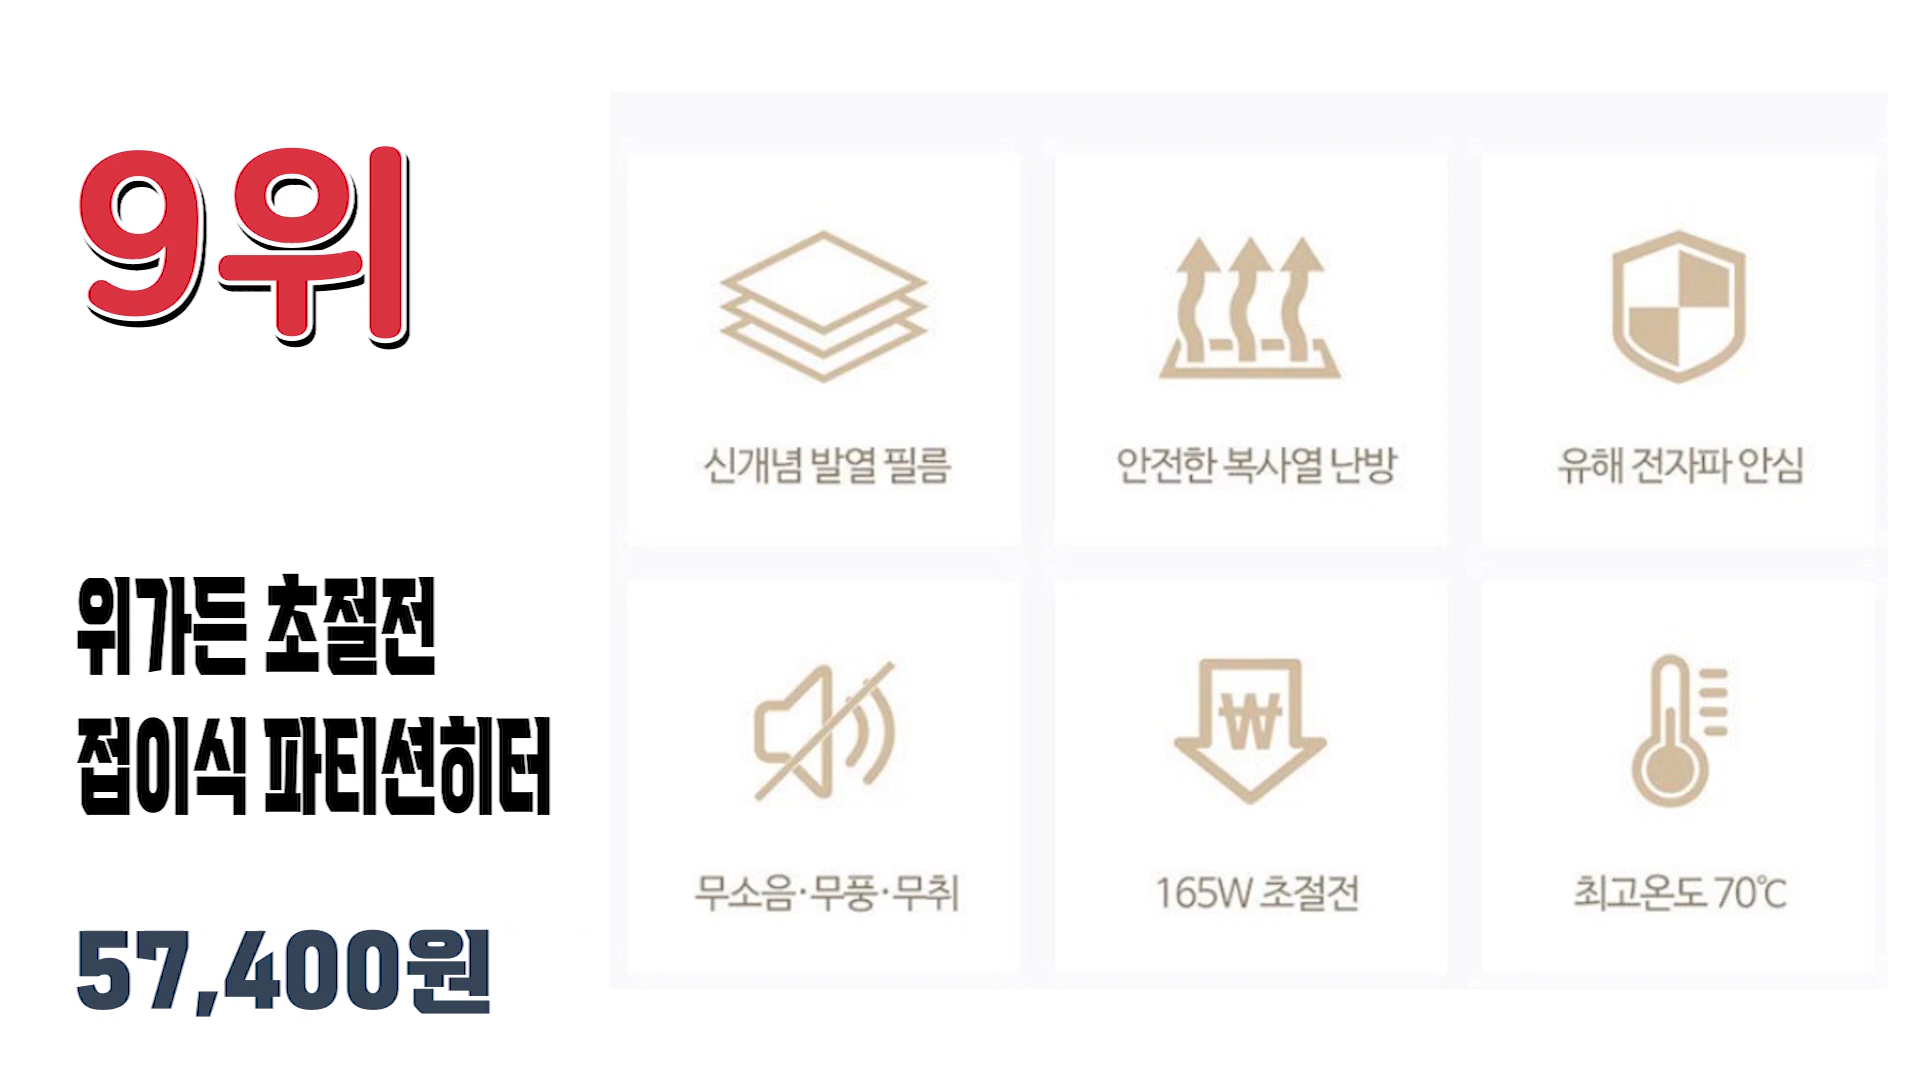 9위
위가든 초절전
접이식 파티션히터
57,400원
신개념 발열 필름
안전한 복사열 난방
유해 전자파 안심
무소음·무풍·무취
₩
165W 초절전
최고온도 70℃